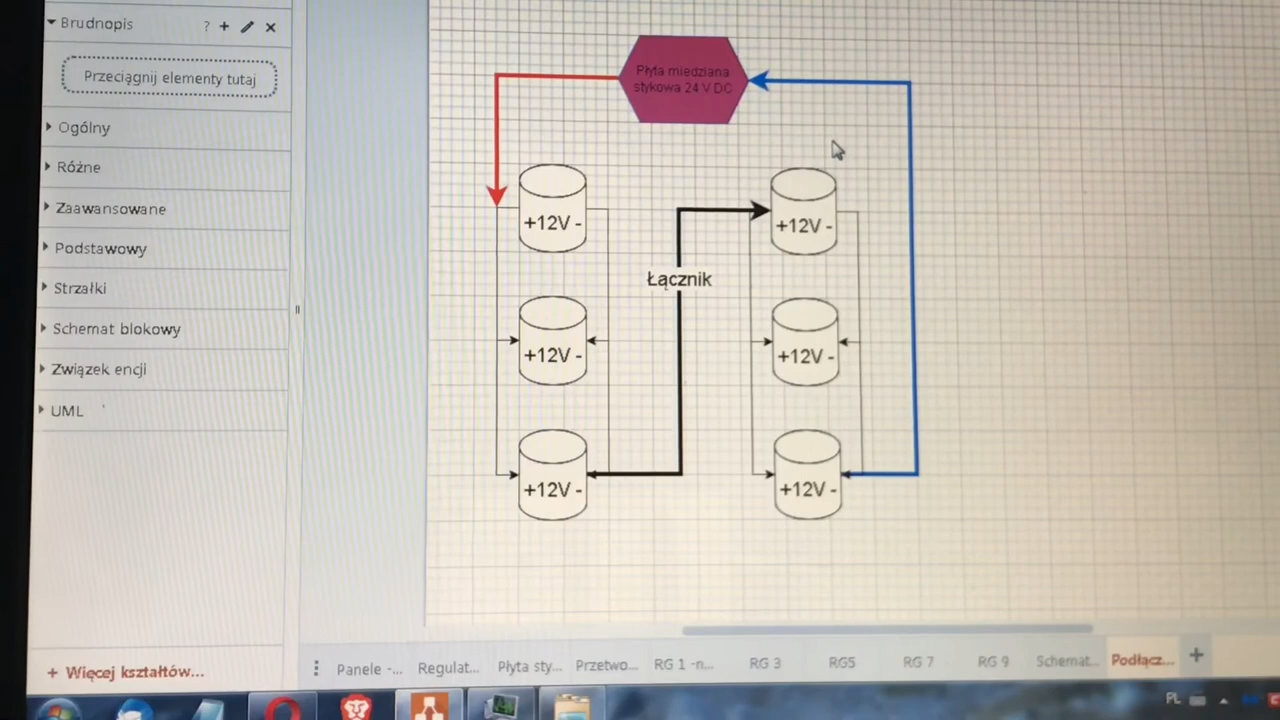 Brudnopis
? +
Przeciągnij elementy tutaj
Ogólny
Różne
Zaawansowane
Podstawowy
Strzałki
Schemat blokowy
Związek encji
UML
+ Więcej kształtów...
Płyta miedziana
stykowa 24 V DC
+12V -
+12V -
Łącznik
+12V -
+12V -
+12V -
+12V -
Panele -... Regulat... Płyta sty... Przetwo... RG 1 -n... RG 3 RG5 RG 7 RG 9 Schemat... Podłącz... +
PL